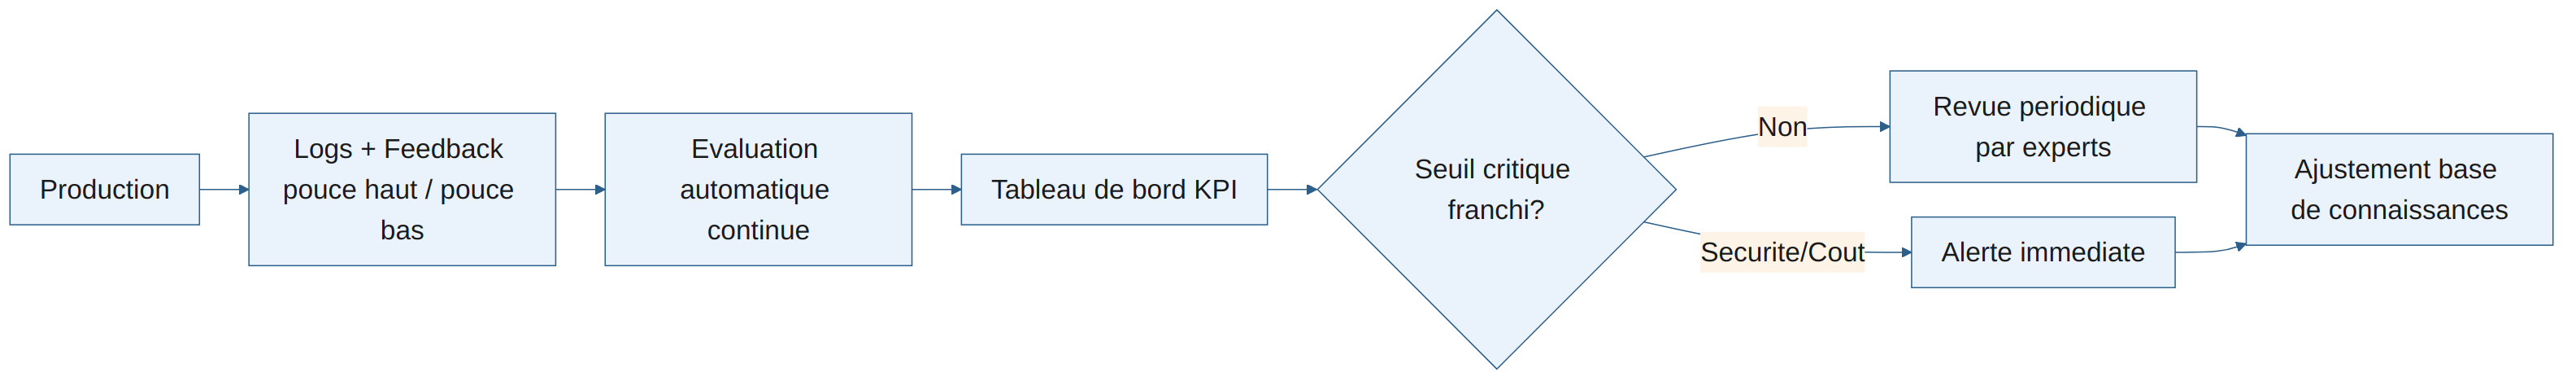 Production
Logs + Feedback
pouce haut / pouce
bas
Evaluation
automatique
continue
Tableau de bord KPI
Seuil critique
franchi?
Non
Securite/Cout
Revue periodique
par experts
Alerte immediate
Ajustement base
de connaissances